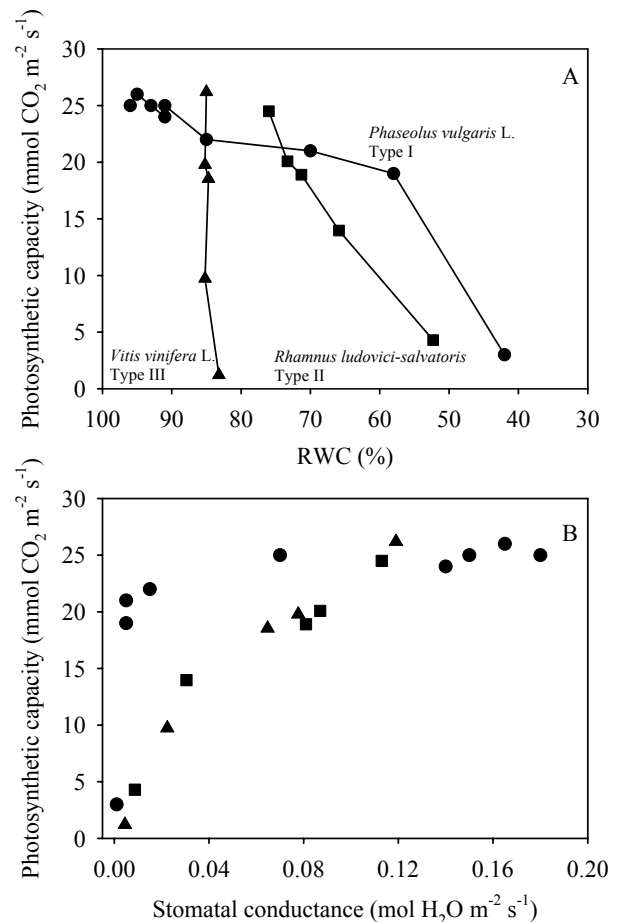 A
30
25
20
15
10
5
0
Photosynthetic capacity (mmol CO₂ m⁻² s⁻¹)
Phaseolus vulgaris L.
Type I
Vitis vinifera L.
Type III
Rhamnus ludovici-salvatoris
Type II
100 90 80 70 60 50 40 30
RWC (%)
B
30
25
20
15
10
5
0
Photosynthetic capacity (mmol CO₂ m⁻² s⁻¹)
0.00 0.04 0.08 0.12 0.16 0.20
Stomatal conductance (mol H₂O m⁻² s⁻¹)